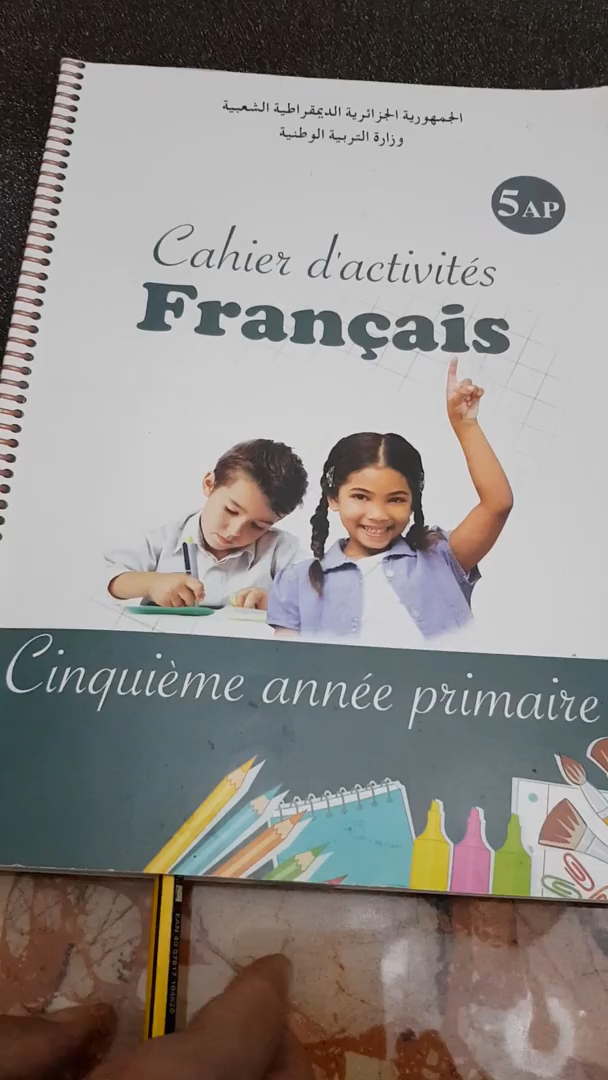 الجمهورية الجزائرية الديمقراطية الشعبية
وزارة التربية الوطنية
5AP
Cahier d'activités
Français
Cinquième année primaire